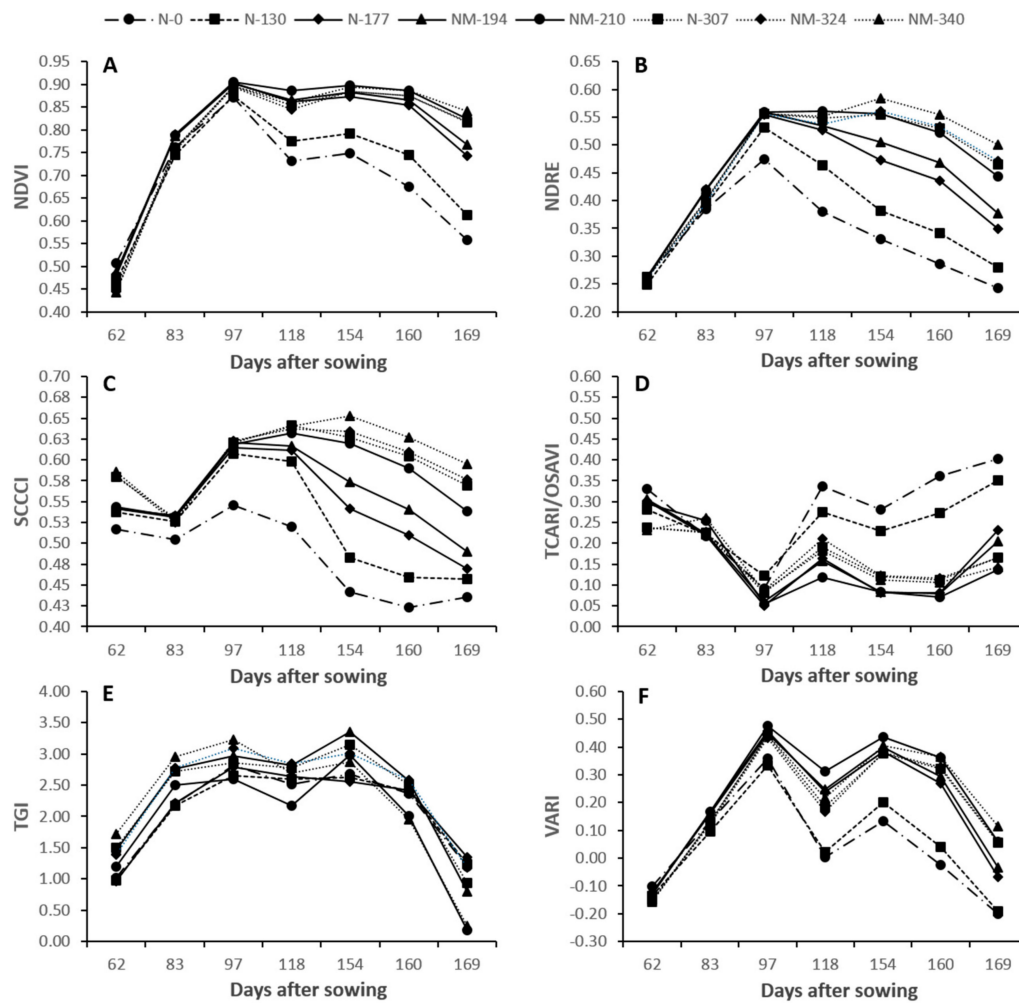 N-0 N-130 N-177 NM-194 NM-210 N-307 NM-324 NM-340
A
NDVI
0.95
0.90
0.85
0.80
0.75
0.70
0.65
0.60
0.55
0.50
0.45
0.40
62 83 97 118 154 160 169
Days after sowing
B
NDRE
0.65
0.60
0.55
0.50
0.45
0.40
0.35
0.30
0.25
0.20
62 83 97 118 154 160 169
Days after sowing
C
SCCCI
0.70
0.68
0.65
0.63
0.60
0.58
0.55
0.53
0.50
0.48
0.45
0.43
0.40
62 83 97 118 154 160 169
Days after sowing
D
TCARI/OSAVI
0.60
0.55
0.50
0.45
0.40
0.35
0.30
0.25
0.20
0.15
0.10
0.05
0.00
62 83 97 118 154 160 169
Days after sowing
E
TGI
4.00
3.50
3.00
2.50
2.00
1.50
1.00
0.50
0.00
62 83 97 118 154 160 169
Days after sowing
F
VARI
0.60
0.50
0.40
0.30
0.20
0.10
0.00
-0.10
-0.20
-0.30
62 83 97 118 154 160 169
Days after sowing